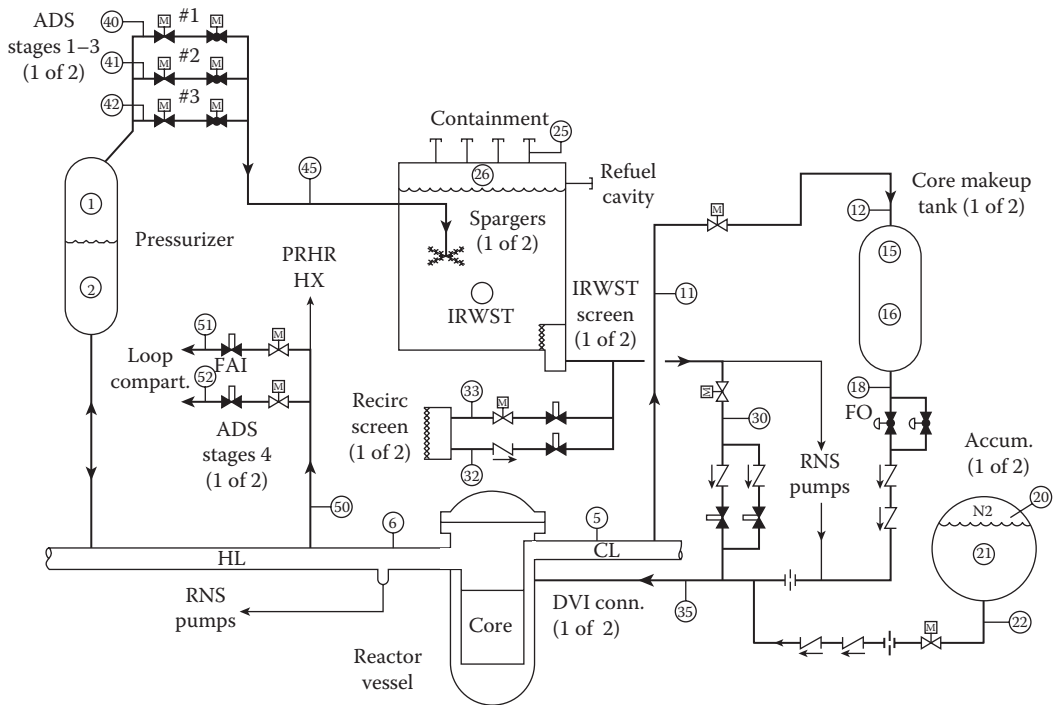 ADS
stages 1–3
(1 of 2)
40
M
#1
M
41
M
#2
M
42
M
#3
M
45
Containment
25
26
Refuel
cavity
Spargers
(1 of 2)
IRWST
IRWST
screen
(1 of 2)
1
Pressurizer
2
PRHR
HX
51
M
Loop
compart.
FAI
52
M
ADS
stages 4
(1 of 2)
50
Recirc
screen
(1 of 2)
33
M
32
M
11
M
12
Core makeup
tank (1 of 2)
15
16
18
FO
30
RNS
pumps
Accum.
(1 of 2)
N2
20
21
22
M
6
5
HL
CL
RNS
pumps
DVI conn.
(1 of 2)
35
Core
Reactor
vessel